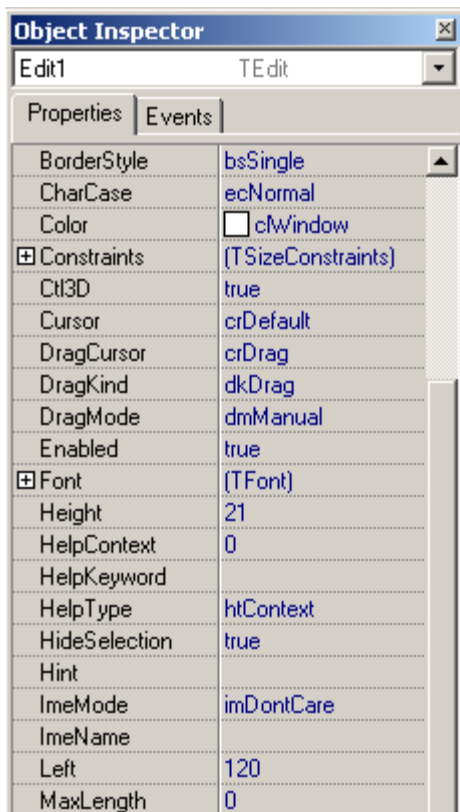 Object Inspector
Edit1 TEdit
Properties Events
BorderStyle bsSingle
CharCase ecNormal
Color clWindow
Constraints (TSizeConstraints)
Ctl3D true
Cursor crDefault
DragCursor crDrag
DragKind dkDrag
DragMode dmManual
Enabled true
Font (TFont)
Height 21
HelpContext 0
HelpKeyword
HelpType htContext
HideSelection true
Hint
ImeMode imDontCare
ImeName
Left 120
MaxLength 0